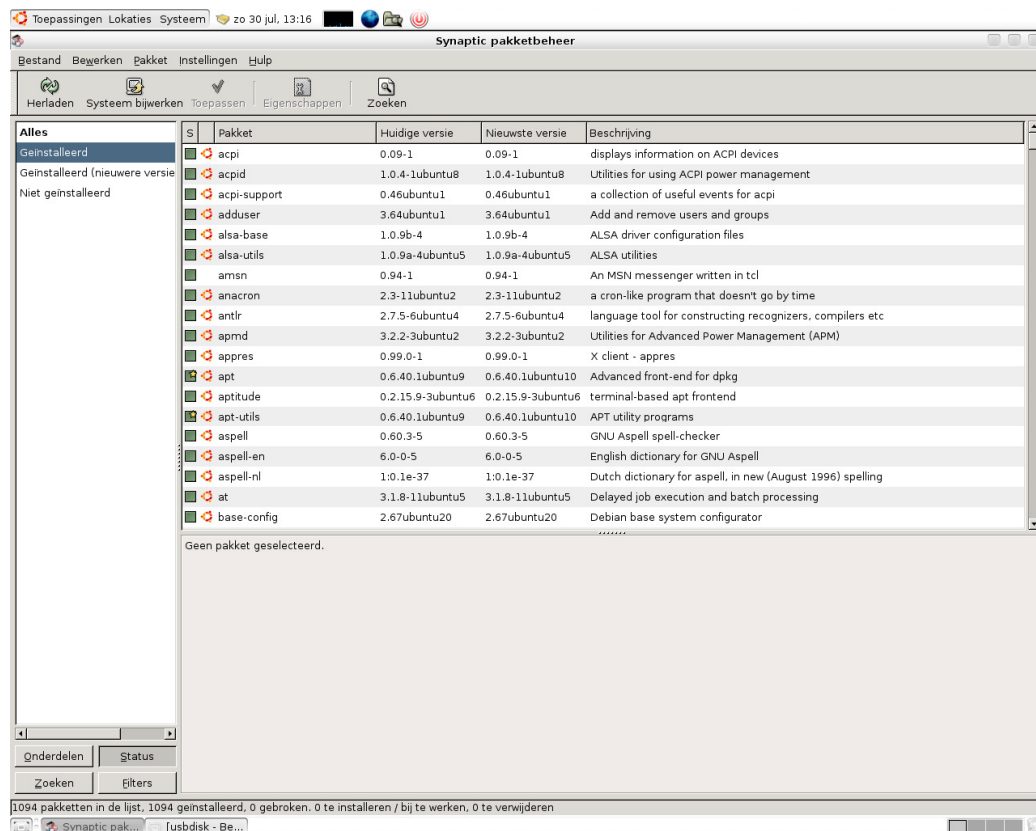 Toepassingen Lokaties Systeem zo 30 jul, 13:16
Synaptic pakketbeheer
Bestand Bewerken Pakket Instellingen Hulp
Herladen Systeem bijwerken Toepassen Eigenschappen Zoeken
Alles
Geïnstalleerd
Geïnstalleerd (nieuwere versie
Niet geïnstalleerd
S Pakket Huidige versie Nieuwste versie Beschrijving
acpi 0.09-1 0.09-1 displays information on ACPI devices
acpid 1.0.4-1ubuntu8 1.0.4-1ubuntu8 Utilities for using ACPI power management
acpi-support 0.46ubuntu1 0.46ubuntu1 a collection of useful events for acpi
adduser 3.64ubuntu1 3.64ubuntu1 Add and remove users and groups
alsa-base 1.0.9b-4 1.0.9b-4 ALSA driver configuration files
alsa-utils 1.0.9a-4ubuntu5 1.0.9a-4ubuntu5 ALSA utilities
amsn 0.94-1 0.94-1 An MSN messenger written in tcl
anacron 2.3-11ubuntu2 2.3-11ubuntu2 a cron-like program that doesn't go by time
antlr 2.7.5-6ubuntu4 2.7.5-6ubuntu4 language tool for constructing recognizers, compilers etc
apmd 3.2.2-3ubuntu2 3.2.2-3ubuntu2 Utilities for Advanced Power Management (APM)
appres 0.99.0-1 0.99.0-1 X client - appres
apt 0.6.40.1ubuntu9 0.6.40.1ubuntu10 Advanced front-end for dpkg
aptitude 0.2.15.9-3ubuntu6 0.2.15.9-3ubuntu6 terminal-based apt frontend
apt-utils 0.6.40.1ubuntu9 0.6.40.1ubuntu10 APT utility programs
aspell 0.60.3-5 0.60.3-5 GNU Aspell spell-checker
aspell-en 6.0-0-5 6.0-0-5 English dictionary for GNU Aspell
aspell-nl 1:0.1e-37 1:0.1e-37 Dutch dictionary for aspell, in new (August 1996) spelling
at 3.1.8-11ubuntu5 3.1.8-11ubuntu5 Delayed job execution and batch processing
base-config 2.67ubuntu20 2.67ubuntu20 Debian base system configurator
Geen pakket geselecteerd.
Onderdelen Status
Zoeken Filters
1094 pakketten in de lijst, 1094 geïnstalleerd, 0 gebroken. 0 te installeren / bij te werken, 0 te verwijderen
Synaptic pak... [usbdisk - Be...